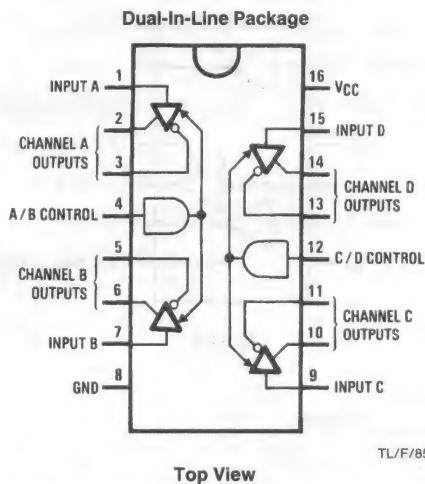 Dual-In-Line Package
1
INPUT A
2
CHANNEL A
OUTPUTS
3
4
A/B CONTROL
5
CHANNEL B
OUTPUTS
6
7
INPUT B
8
GND
16
VCC
15
INPUT D
14
CHANNEL D
OUTPUTS
13
12
C/D CONTROL
11
CHANNEL C
OUTPUTS
10
9
INPUT C
TL/F/85
Top View